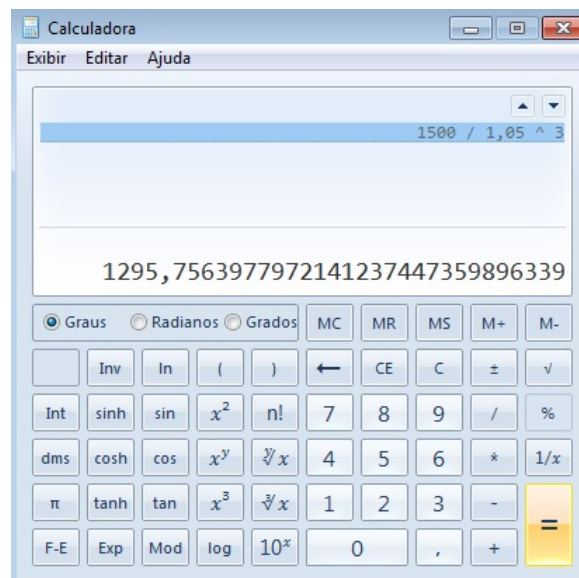 Calculadora
Exibir Editar Ajuda
1500 / 1,05 ^ 3
1295,7563977972141237447359896339
Graus Radianos Grados MC MR MS M+ M-
Inv In ( ) ← CE C ± √
Int sinh sin x² n! 7 8 9 / %
dms cosh cos xʸ ʸ√x 4 5 6 * 1/x
π tanh tan x³ ³√x 1 2 3 - =
F-E Exp Mod log 10ˣ 0 , +